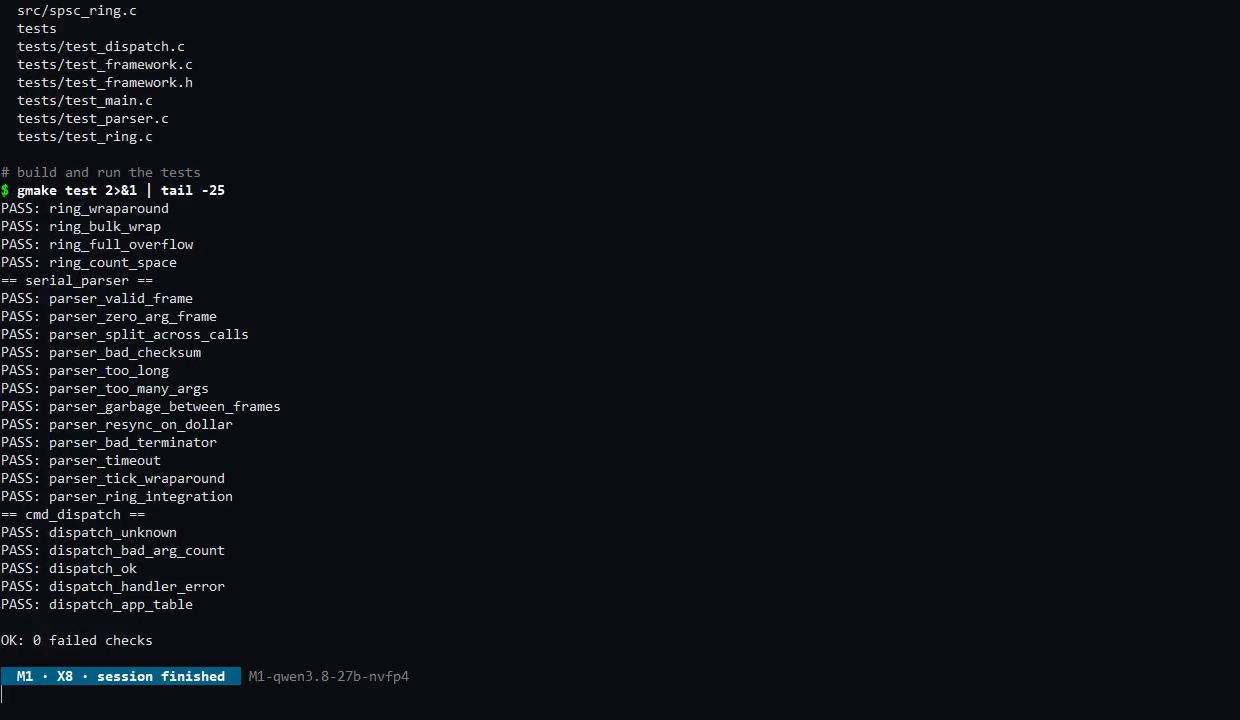 src/spsc_ring.c
tests
tests/test_dispatch.c
tests/test_framework.c
tests/test_framework.h
tests/test_main.c
tests/test_parser.c
tests/test_ring.c
# build and run the tests
$ gmake test 2>&1 | tail -25
PASS: ring_wraparound
PASS: ring_bulk_wrap
PASS: ring_full_overflow
PASS: ring_count_space
== serial_parser ==
PASS: parser_valid_frame
PASS: parser_zero_arg_frame
PASS: parser_split_across_calls
PASS: parser_bad_checksum
PASS: parser_too_long
PASS: parser_too_many_args
PASS: parser_garbage_between_frames
PASS: parser_resync_on_dollar
PASS: parser_bad_terminator
PASS: parser_timeout
PASS: parser_tick_wraparound
PASS: parser_ring_integration
== cmd_dispatch ==
PASS: dispatch_unknown
PASS: dispatch_bad_arg_count
PASS: dispatch_ok
PASS: dispatch_handler_error
PASS: dispatch_app_table
OK: 0 failed checks
M1 · X8 · session finished M1-qwen3.8-27b-nvfp4